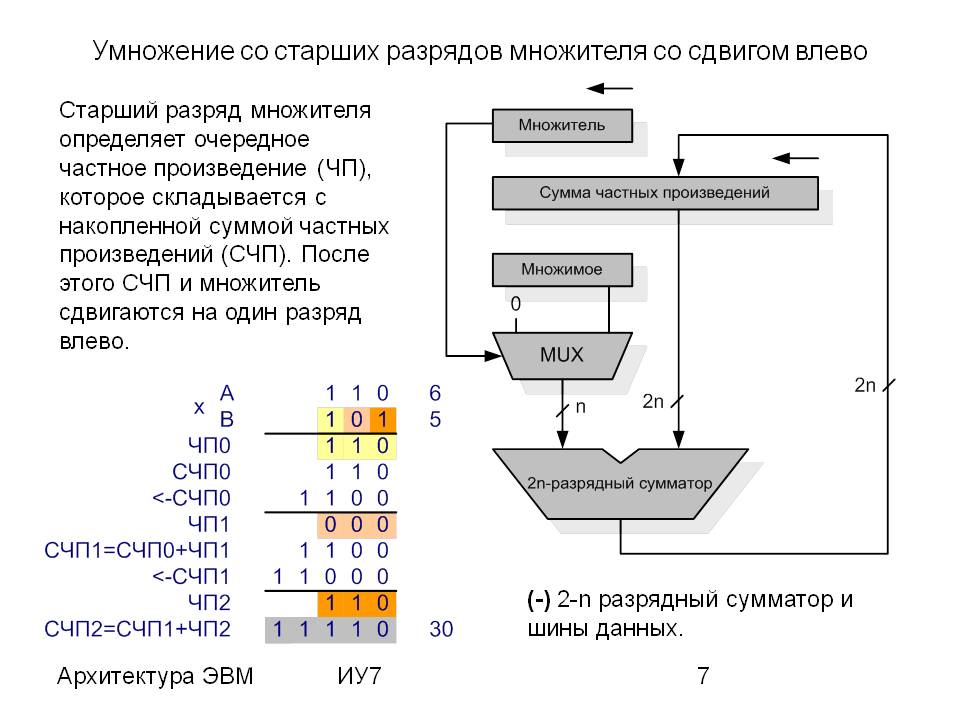 Умножение со старших разрядов множителя со сдвигом влево
Старший разряд множителя
определяет очередное
частное произведение (ЧП),
которое складывается с
накопленной суммой частных
произведений (СЧП). После
этого СЧП и множитель
сдвигаются на один разряд
влево.
Множитель
Сумма частных произведений
Множимое
0
MUX
n
2n
2n
2n-разрядный сумматор
x
A 1 1 0 6
B 1 0 1 5
ЧП0 1 1 0
СЧП0 1 1 0
<-СЧП0 1 1 0 0
ЧП1 0 0 0
СЧП1=СЧП0+ЧП1 1 1 0 0
<-СЧП1 1 1 0 0 0
ЧП2 1 1 0
СЧП2=СЧП1+ЧП2 1 1 1 1 0 30
(-) 2-n разрядный сумматор и
шины данных.
Архитектура ЭВМ ИУ7 7